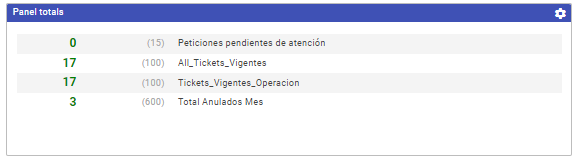 Panel totals
0 (15) Peticiones pendientes de atención
17 (100) All_Tickets_Vigentes
17 (100) Tickets_Vigentes_Operacion
3 (600) Total Anulados Mes